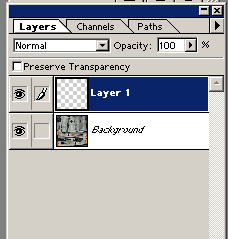 Layers Channels Paths
Normal Opacity: 100 %
Preserve Transparency
Layer 1
Background